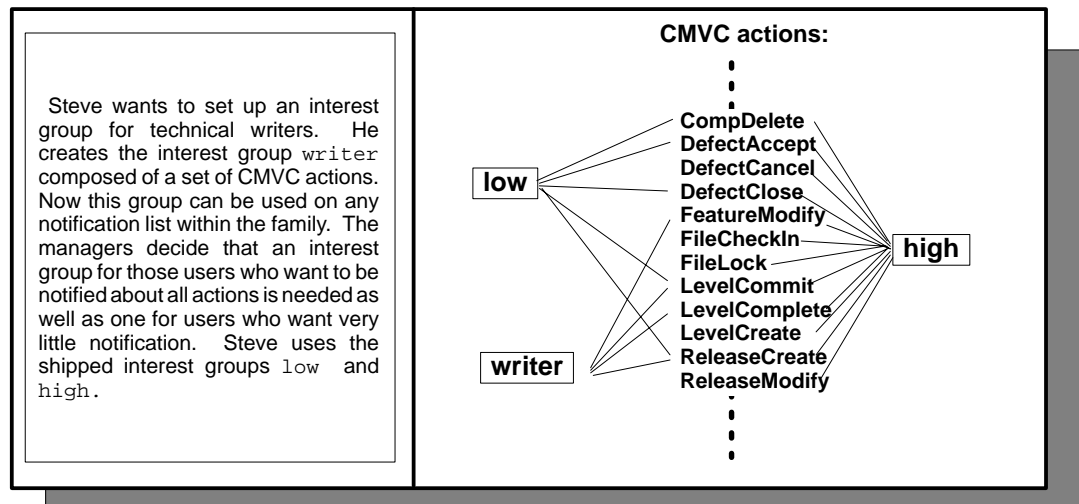 Steve wants to set up an interest
group for technical writers. He
creates the interest group writer
composed of a set of CMVC actions.
Now this group can be used on any
notification list within the family. The
managers decide that an interest
group for those users who want to be
notified about all actions is needed as
well as one for users who want very
little notification. Steve uses the
shipped interest groups low and
high.
CMVC actions:
CompDelete
DefectAccept
DefectCancel
DefectClose
FeatureModify
FileCheckIn
FileLock
LevelCommit
LevelComplete
LevelCreate
ReleaseCreate
ReleaseModify
low
writer
high